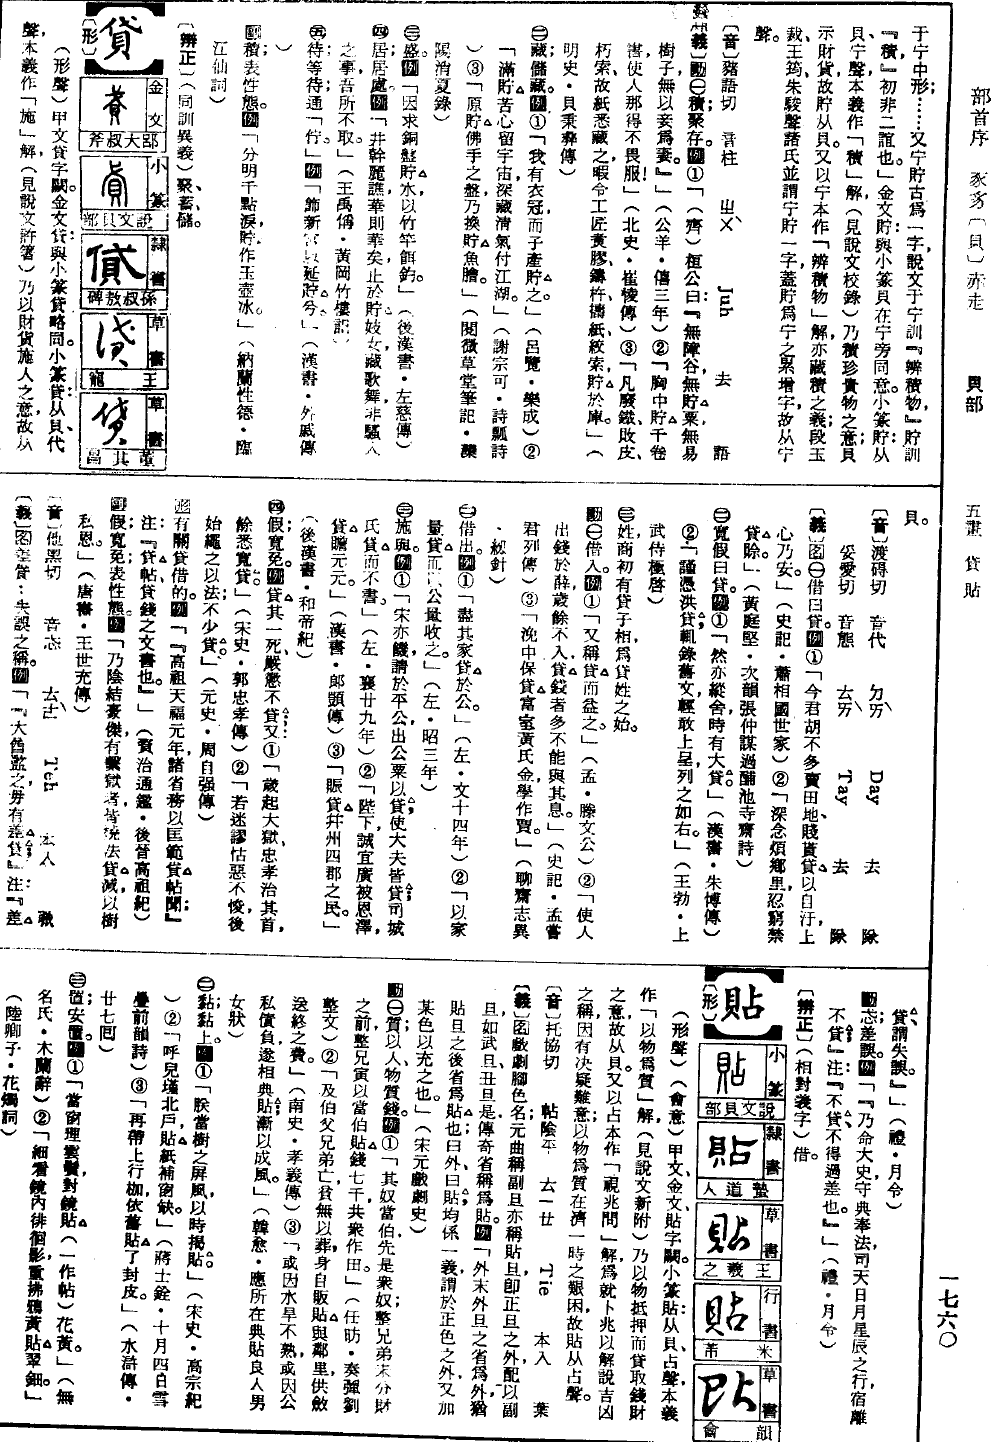 部首序 豕豸〔貝〕赤走 貝部 五畫 貸貼 一七六〇
于宁中形……又宁貯古爲一字，說文于宁訓『辨積物』貯訓
『積』初非二誼也。」金文貯與小篆貝在宁旁同意。小篆貯：从
貝宁聲本義作「積」解（見說文校錄）乃積珍貴物之意；貝
示財貨故貯从貝。又以宁本作「辨積物」解，亦藏積之義，段玉
裁、王筠、朱駿聲諸氏並謂宁貯一字蓋貯爲宁之累增字故从宁
聲。
〔音〕豬語切 音柱 ㄓㄨˋ Juh 去 語
〔義〕動㊀積；聚；存。例①「（齊）桓公曰：『無障谷，無貯粟，無易
樹子，無以妾爲妻。』」（公羊・僖三年）②「胸中貯千卷
書，使人那得不畏服！」（北史・崔㥄傳）③「凡廢鐵、敗皮、
朽索、故紙悉藏之，暇令工匠煑膠、鑄杵、擣紙、絞索，貯於庫。」（
明史・貝秉彝傳）
㊁藏；儲藏。例①「我有衣冠，而子產貯之。」（呂覽・樂成）②
「滿貯苦心留宇宙，深藏清氣付江湖。」（謝宗可・詩瓢詩
）③「原貯佛手之盤，乃換貯魚膾。」（閱微草堂筆記・灤
陽消夏錄）
㊂盛。例「因求銅盤貯水，以竹竿餌釣。」（後漢書・左慈傳）
㊃居；居處。例「井幹麗譙，華則華矣；止於貯妓女，藏歌舞，非騷人
之事，吾所不取。」（王禹偁・黃岡竹樓記）
㊄待；等待；通「佇」。例「飾新宮以延貯兮。」（漢書・外戚傳
）
副積；表性態。例「分明千點淚，貯作玉壺冰。」（納蘭性德・臨
江仙詞）
〔辨正〕（同訓異義）聚、蓄、儲。
貸
〔形〕
金文 郘大叔斧
小篆 說文貝部
隸書 孫叔敖碑
草書 王寵
草書 董其昌
（形聲）甲文貸字闕。金文貸與小篆貸略同。小篆貸：从貝代
聲，本義作「施」解（見說文許箸）乃以財貨施人之意，故从
貝。
〔音〕渡碍切 音代 ㄉㄞˋ Day 去 隊
妥愛切 音態 ㄊㄞˋ Tay 去 隊
〔義〕名㊀借曰貸。例①「今君胡不多賣田地，賤貰貸以自汙，上
心乃安。」（史記・蕭相國世家）②「深念煩鄉里，忍窮禁
貸賒。」（黃庭堅・次韻張仲謀過酺池寺齋詩）
㊁寬假曰貸。例①「然亦縱舍時有大貸。」（漢書・朱博傳）
②「謹憑洪貸，輒錄舊文，輕敢上呈，列之如右。」（王勃・上
武侍極啓）
㊂姓，商初有貸子相，爲貸姓之始。
動㊀借入。例①「又稱貸而益之。」（孟・滕文公）②「使人
出錢於薛，歲餘不入，貸錢者多不能與其息。」（史記・孟嘗
君列傳）③「浼中保貸富室黃氏金學作賈。」（聊齋志異
・紉針）
㊁借出。例①「盡其家，貸於公。」（左・文十四年）②「以家
量貸，而以公量收之。」（左・昭三年）
㊂施與。例①「宋亦饑，請於平公，出公粟以貸；使大夫皆貸，司城
氏貸而不書。」（左・襄廿九年）②「陛下誠宜廣被恩澤，
貸贍元元。」（漢書・郎顗傳）③「賑貸幷州四郡之民。」
（後漢書・和帝紀）
㊃假；寬免。例「貸其一死。嚴懲不貸。」又①「歲起大獄，忠孝治其首，
餘悉寬貸。」（宋史・郭忠孝傳）②「若迷謬怙惡不悛，後
始繩之以法不少貸。」（元史・周自强傳）
形有關貸借的。例「『高祖天福元年，諸省務以匡範貸帖聞；』
注：『貸帖，貸錢之文書也。』」（資治通鑑・後晉高祖紀）
副假；寬免；表性態。例「乃陰結豪傑，有繫獄者，皆撓法貸減，以樹
私恩。」（唐書・王世充傳）
〔音〕他黑切 音忒 ㄊㄜˋ Teh 去入 職
〔義〕名差貸：失誤之稱。例「『大酋監之，毋有差貸。』注：『差
貸謂失誤。』」（禮・月令）
動忒；差誤。例「『乃命大史守典奉法，司天日月星辰之行，宿離
不貸。』注：『不貸，不得過差也。』」（禮・月令）
〔辨正〕（相對義字）借。
貼
〔形〕
小篆 說文貝部
隸書 蟄道人
草書 王羲之
行書 米芾
草書 韻會
（形聲）（會意）甲文、金文貼字闕。小篆貼：从貝、占聲，本義
作「以物爲質」解（見說文新附）乃以物抵押而貸取錢財
之意，故从貝。又以占本作「視兆問」解，爲就卜兆以解說吉凶
之稱，因有決疑難意；以物爲質在濟一時之艱困，故貼从占聲。
〔音〕托協切 帖陰平 ㄊㄧㄝ Tie 本入 葉
〔義〕名戲劇腳色名，元曲稱副旦，亦稱貼旦，卽正旦之外配以副
旦，如武旦、丑旦，是傳奇省稱爲貼。例「外末外旦之省爲外，猶
貼旦之後省爲貼也。曰外曰貼，均係一義，謂於正色之外，又加
某色以充之也。」（宋元戲劇史）
動㊀質；以人物質錢。例①「其奴當伯，先是衆奴；整兄弟未分財
之前，整兄寅以當伯貼錢七千，共衆作田。」（任昉・奏彈劉
整文）②「及伯父兄弟亡，貧無以葬，身自販貼與鄰里，供斂
送終之費。」（南史・孝義傳）③「或因水旱不熟，或因公
私債負，遂相典貼，漸以成風。」（韓愈・應所在典貼良人男
女狀）
㊁黏；黏上。例①「朕當樹之屏風，以時揭貼。」（宋史・高宗紀
）②「呼兒墐北戶，貼紙補窗缺。」（蔣士銓・十月四日雪
疊前韻詩）③「再帶上行枷，依舊貼了封皮。」（水滸傳・
廿七囘）
㊂置；安置。例①「當窗理雲鬢，對鏡貼（一作帖）花黃。」（無
名氏・木蘭辭）②「細看鏡內徘徊影，重拂鴉黃貼翠鈿。」
（陸卿子・花燭詞）